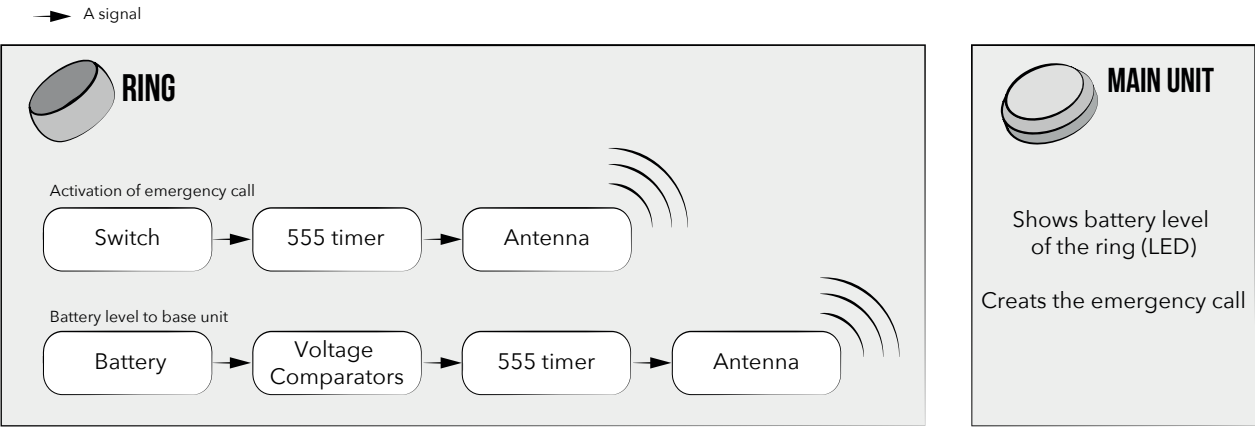 A signal
RING
MAIN UNIT
Activation of emergency call
Switch
555 timer
Antenna
Battery level to base unit
Battery
Voltage
Comparators
555 timer
Antenna
Shows battery level
of the ring (LED)
Creats the emergency call